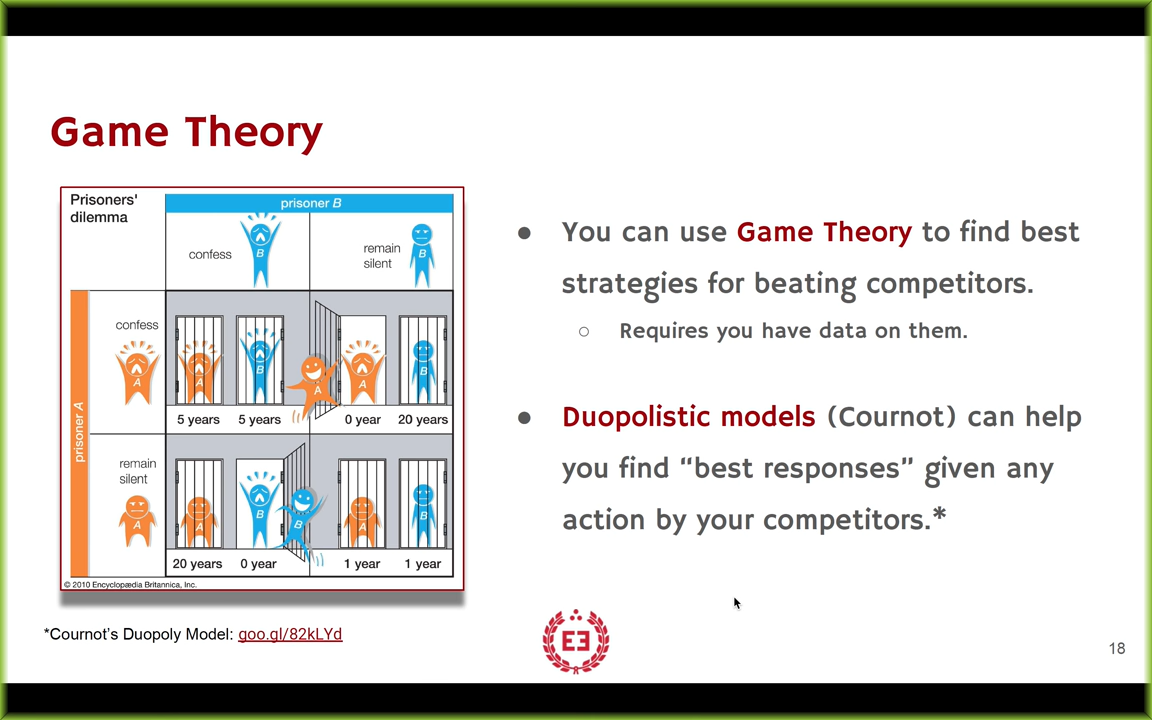 Game Theory
Prisoners'
dilemma
prisoner B
confess
B
remain
silent
B
prisoner A
confess
A
A
B
A
A
B
5 years
5 years
0 year
20 years
remain
silent
A
A
B
B
A
B
20 years
0 year
1 year
1 year
© 2010 Encyclopædia Britannica, Inc.
● You can use Game Theory to find best
strategies for beating competitors.
○ Requires you have data on them.
● Duopolistic models (Cournot) can help
you find “best responses” given any
action by your competitors.*
*Cournot’s Duopoly Model: goo.gl/82kLYd
EE
18